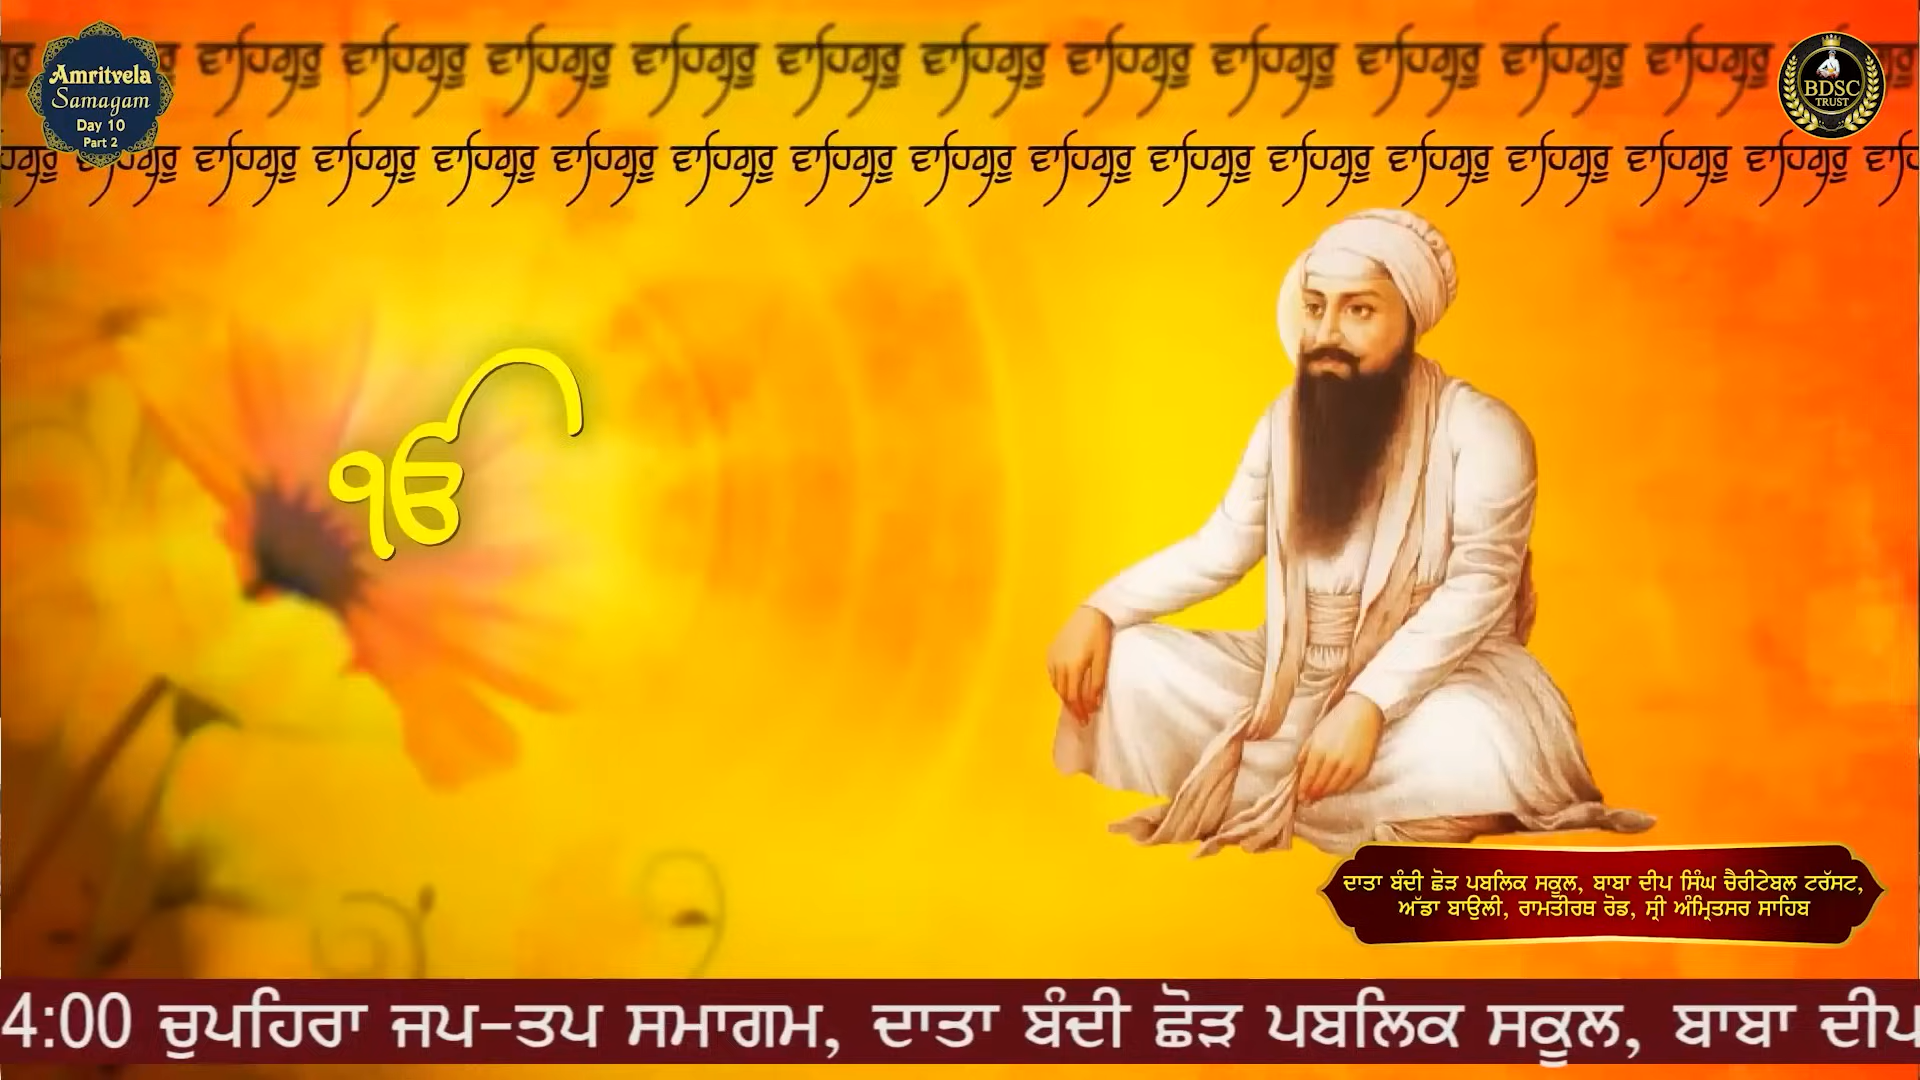 ਵਾਹਿਗੁਰੂ ਵਾਹਿਗੁਰੂ ਵਾਹਿਗੁਰੂ ਵਾਹਿਗੁਰੂ ਵਾਹਿਗੁਰੂ ਵਾਹਿਗੁਰੂ ਵਾਹਿਗੁਰੂ ਵਾਹਿਗੁਰੂ ਵਾਹਿਗੁਰੂ ਵਾਹਿਗੁਰੂ ਵਾਹਿਗੁਰੂ
ਵਾਹਿਗੁਰੂ ਵਾਹਿਗੁਰੂ ਵਾਹਿਗੁਰੂ ਵਾਹਿਗੁਰੂ ਵਾਹਿਗੁਰੂ ਵਾਹਿਗੁਰੂ ਵਾਹਿਗੁਰੂ ਵਾਹਿਗੁਰੂ ਵਾਹਿਗੁਰੂ ਵਾਹਿਗੁਰੂ ਵਾਹਿਗੁਰੂ ਵਾਹਿਗੁਰੂ ਵਾਹਿਗੁਰੂ ਵਾਹਿਗੁਰੂ
Amritvela
Samagam
Day 10
Part 2
BDSC
TRUST
ੴ
ਦਾਤਾ ਬੰਦੀ ਛੋੜ ਪਬਲਿਕ ਸਕੂਲ, ਬਾਬਾ ਦੀਪ ਸਿੰਘ ਚੈਰੀਟੇਬਲ ਟਰੱਸਟ,
ਅੱਡਾ ਬਾਉਲੀ, ਰਾਮਤੀਰਥ ਰੋਡ, ਸ੍ਰੀ ਅੰਮ੍ਰਿਤਸਰ ਸਾਹਿਬ
4:00 ਚੁਪਹਿਰਾ ਜਪ-ਤਪ ਸਮਾਗਮ, ਦਾਤਾ ਬੰਦੀ ਛੋੜ ਪਬਲਿਕ ਸਕੂਲ, ਬਾਬਾ ਦੀਪ